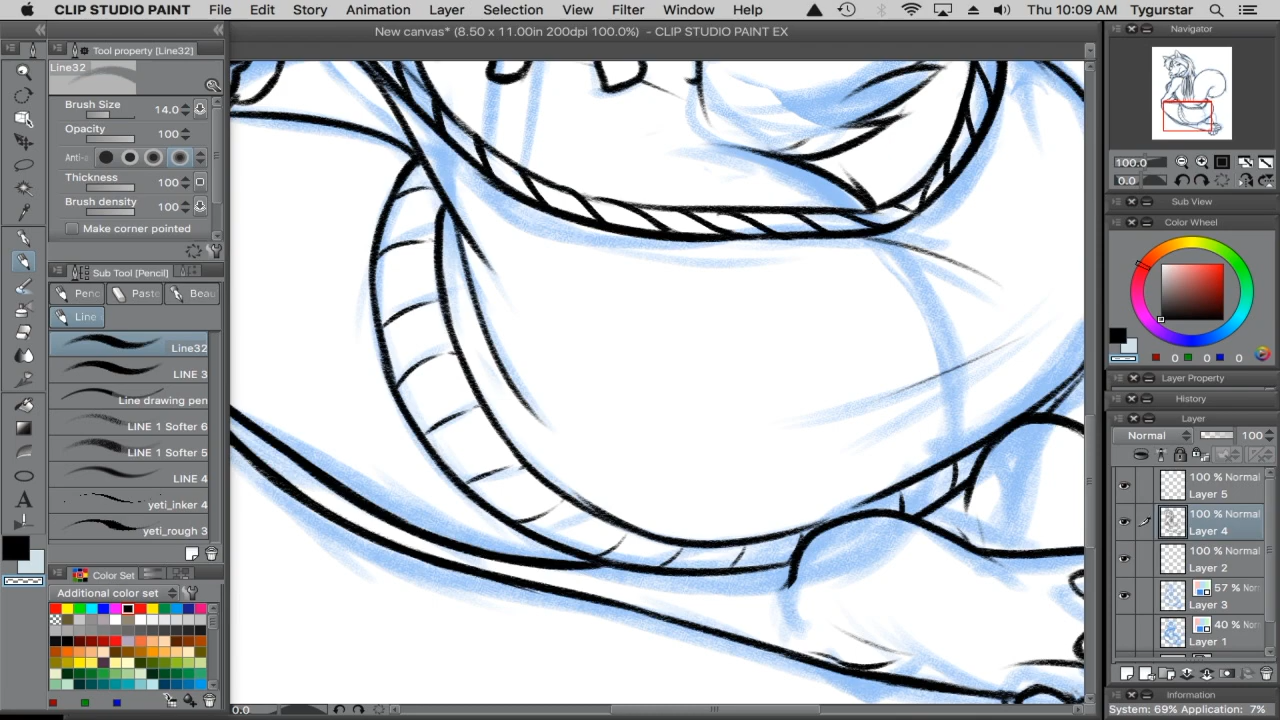 CLIP STUDIO PAINT File Edit Story Animation Layer Selection View Filter Window Help Thu 10:09 AM Tygurstar
New canvas* (8.50 x 11.00in 200dpi 100.0%) - CLIP STUDIO PAINT EX
Tool property [Line32]
Line32
Brush Size 14.0
Opacity 100
Anti-a
Thickness 100
Brush density 100
Make corner pointed
Sub Tool [Pencil]
Penc Paste Beau
Line
Line32
LINE 3
Line drawing pen
LINE 1 Softer 6
LINE 1 Softer 5
LINE 4
yeti_inker 4
yeti_rough 3
Color Set
Additional color set
0.0
Navigator
100.0
0.0
Sub View
Color Wheel
0 0 0
Layer Property
History
Layer
Normal 100
100 % Normal
Layer 5
100 % Normal
Layer 4
100 % Normal
Layer 2
57 % Nor
Layer 3
40 % Nor
Layer 1
Information
System: 69% Application: 7%